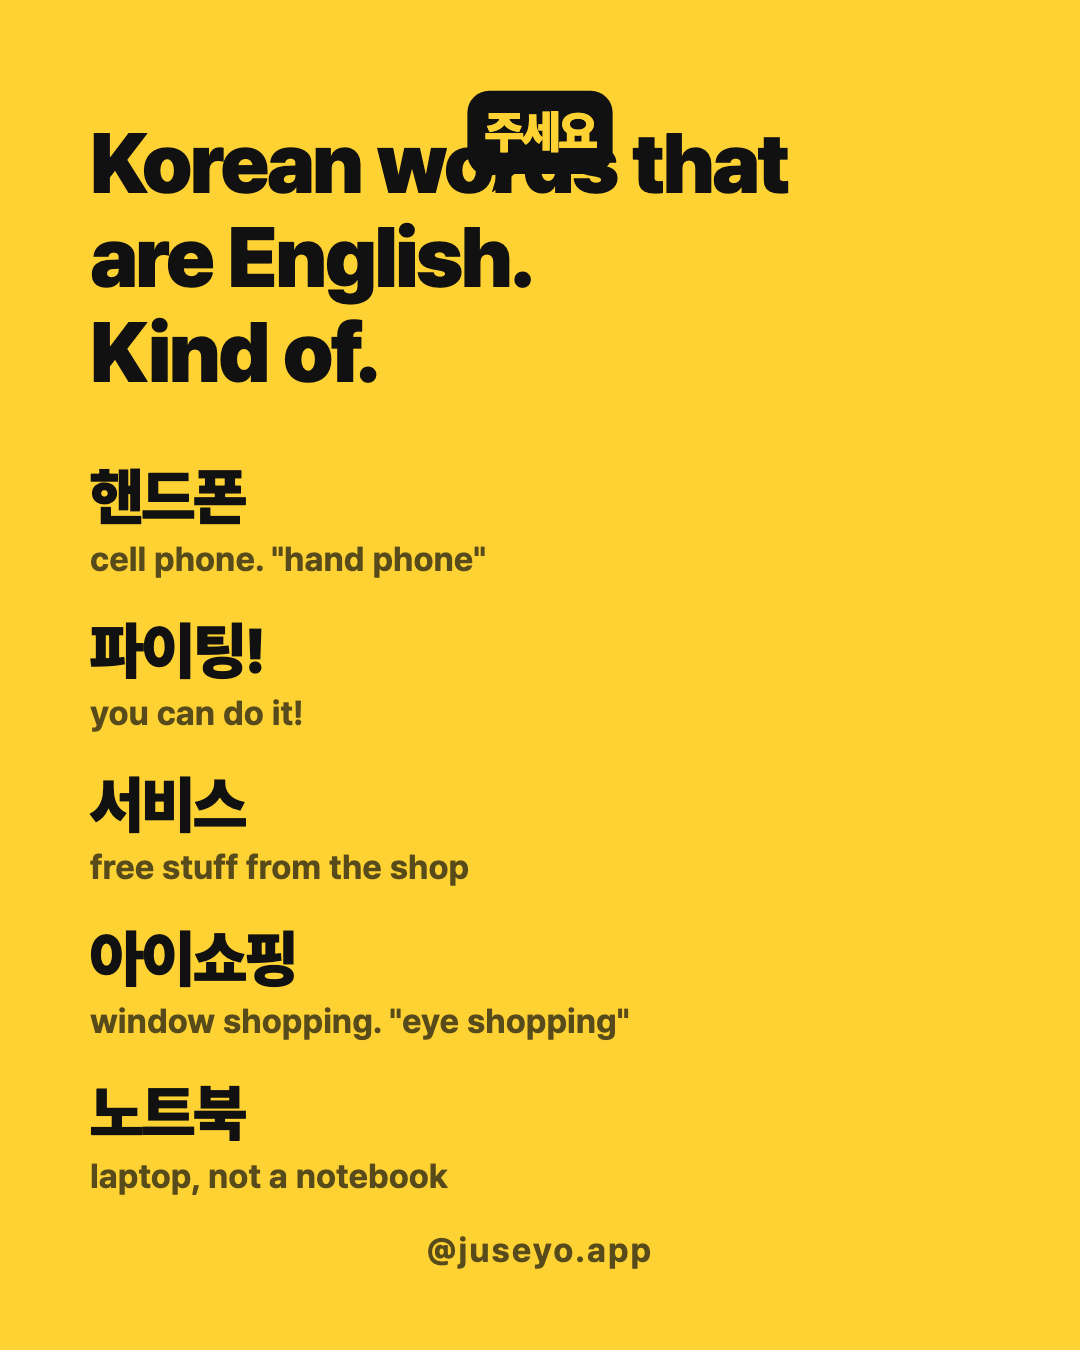 주세요
Korean words that
are English.
Kind of.
핸드폰
cell phone. "hand phone"
파이팅!
you can do it!
서비스
free stuff from the shop
아이쇼핑
window shopping. "eye shopping"
노트북
laptop, not a notebook
@juseyo.app